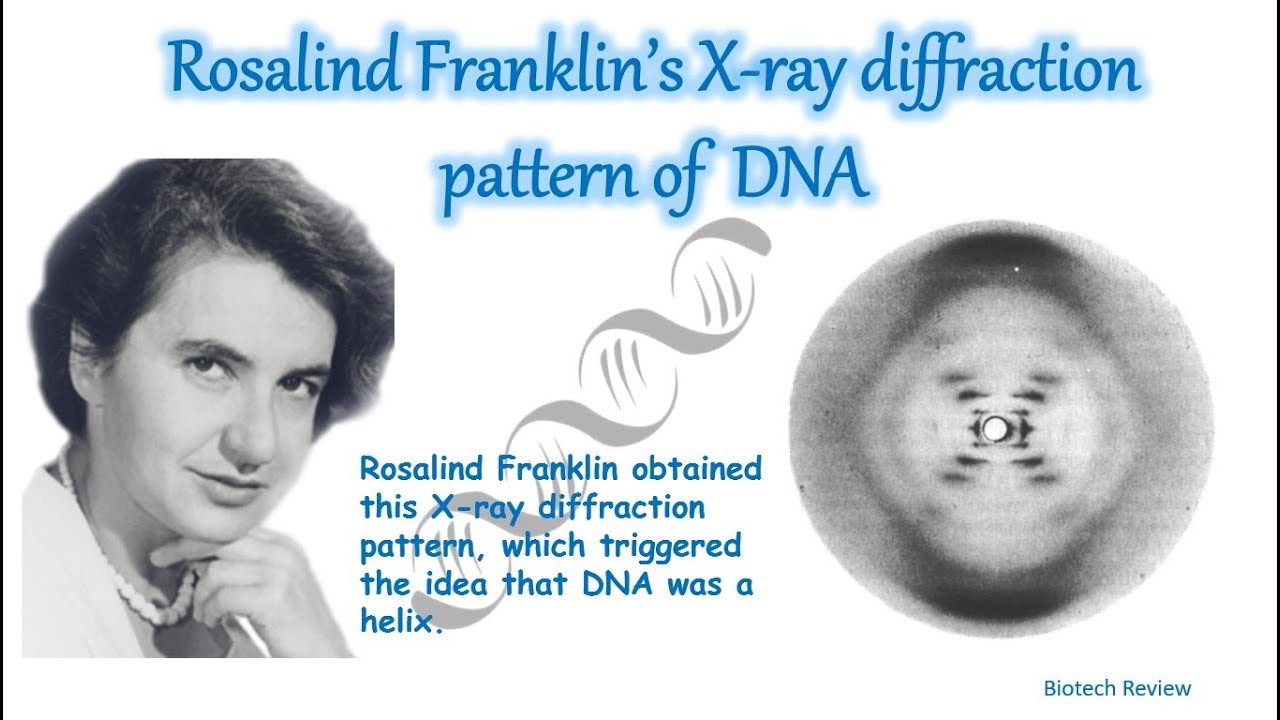 Rosalind Franklin’s X-ray diffraction
pattern of DNA
Rosalind Franklin obtained
this X-ray diffraction
pattern, which triggered
the idea that DNA was a
helix.
Biotech Review